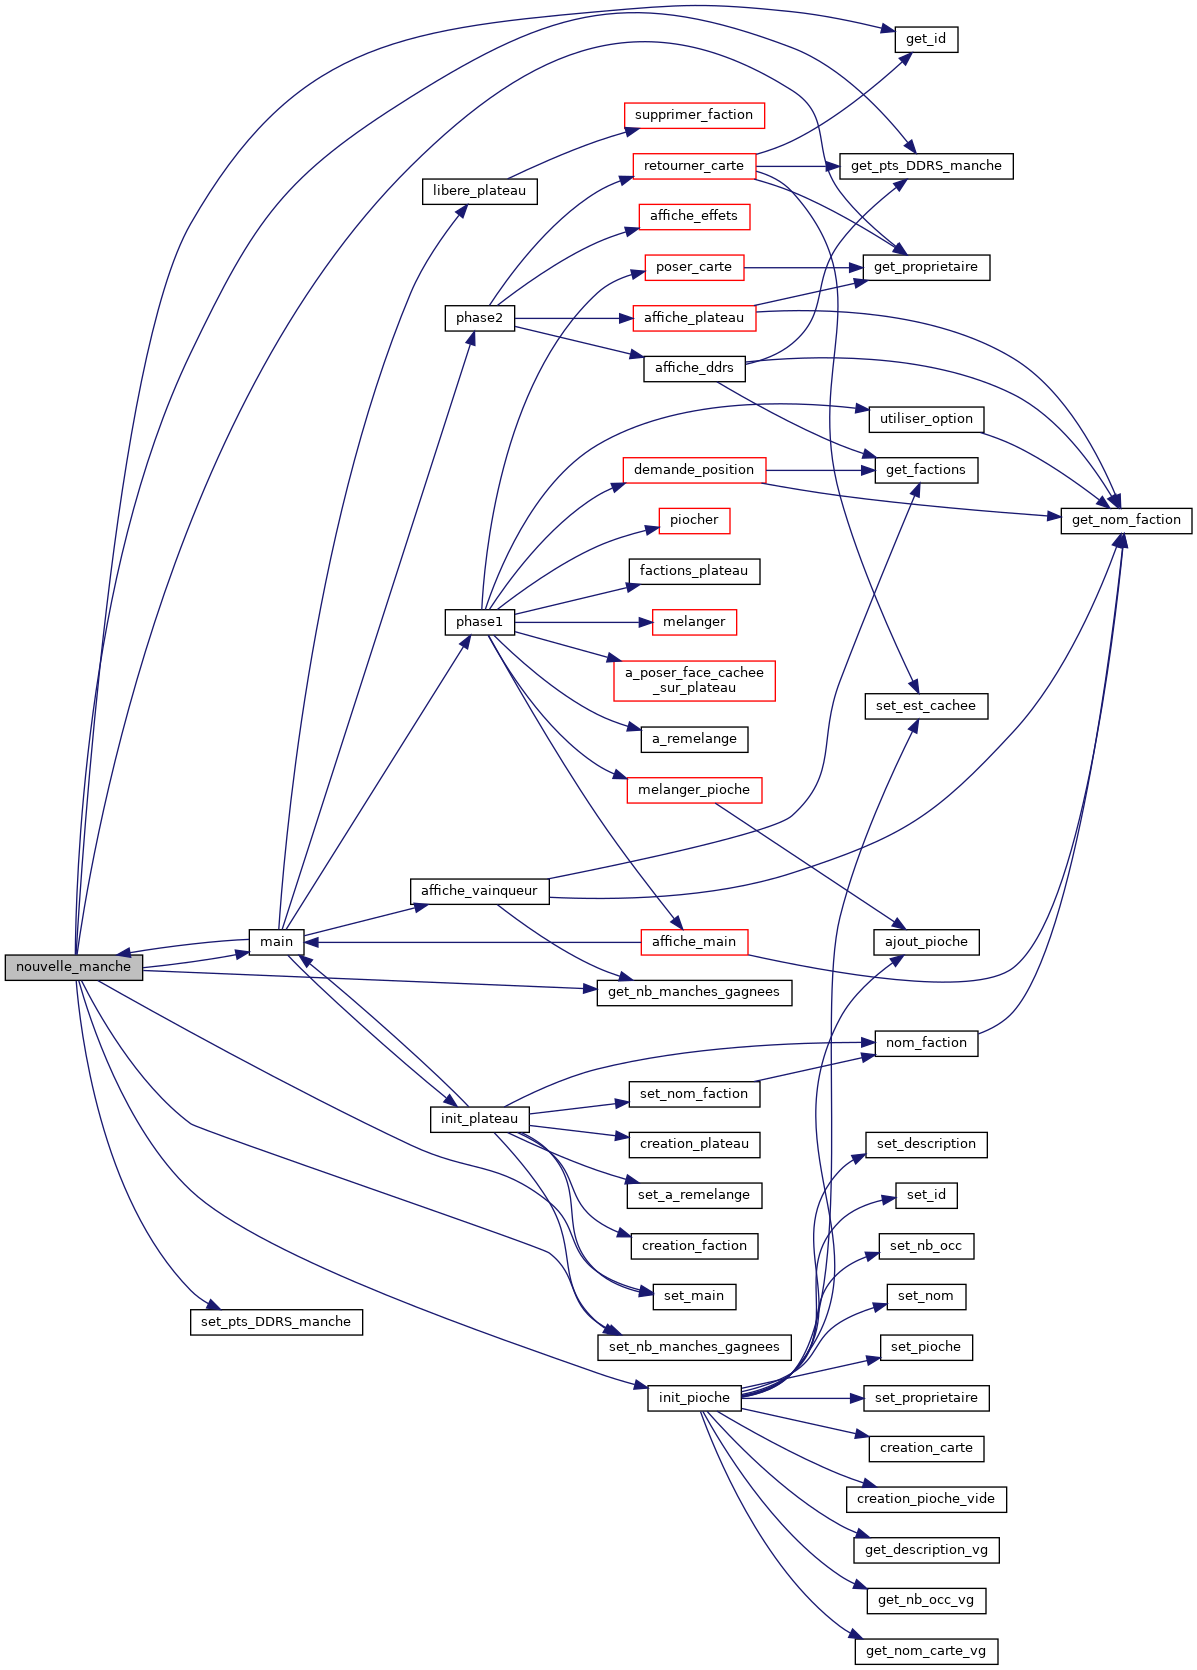 get_id
supprimer_faction
retourner_carte
get_pts_DDRS_manche
libere_plateau
affiche_effets
poser_carte
get_proprietaire
phase2
affiche_plateau
affiche_ddrs
utiliser_option
demande_position
get_factions
piocher
get_nom_faction
factions_plateau
phase1
melanger
a_poser_face_cachee
_sur_plateau
set_est_cachee
a_remelange
melanger_pioche
affiche_vainqueur
main
affiche_main
ajout_pioche
nouvelle_manche
get_nb_manches_gagnees
nom_faction
set_nom_faction
init_plateau
creation_plateau
set_description
set_a_remelange
set_id
creation_faction
set_nb_occ
set_main
set_nom
set_pts_DDRS_manche
set_nb_manches_gagnees
set_pioche
init_pioche
set_proprietaire
creation_carte
creation_pioche_vide
get_description_vg
get_nb_occ_vg
get_nom_carte_vg